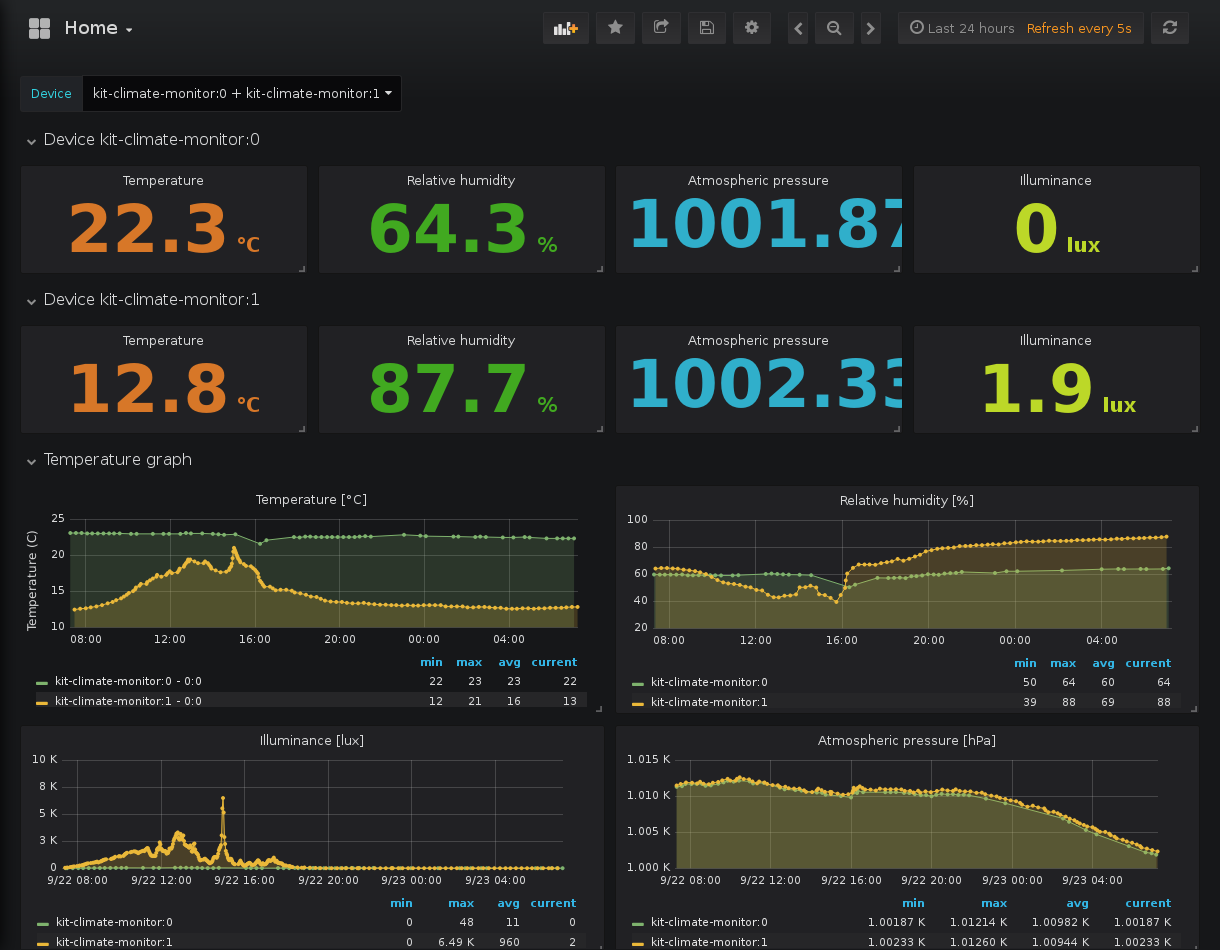 Home
Last 24 hours Refresh every 5s
Device kit-climate-monitor:0 + kit-climate-monitor:1
Device kit-climate-monitor:0
Temperature Relative humidity Atmospheric pressure Illuminance
22.3 °C 64.3 % 1001.87 0 lux
Device kit-climate-monitor:1
Temperature Relative humidity Atmospheric pressure Illuminance
12.8 °C 87.7 % 1002.33 1.9 lux
Temperature graph
Temperature [°C]
Temperature (C)
25
20
15
10
08:00 12:00 16:00 20:00 00:00 04:00
min max avg current
kit-climate-monitor:0 - 0:0 22 23 23 22
kit-climate-monitor:1 - 0:0 12 21 16 13
Relative humidity [%]
100
80
60
40
20
08:00 12:00 16:00 20:00 00:00 04:00
min max avg current
kit-climate-monitor:0 50 64 60 64
kit-climate-monitor:1 39 88 69 88
Illuminance [lux]
10 K
8 K
5 K
3 K
0
9/22 08:00 9/22 12:00 9/22 16:00 9/22 20:00 9/23 00:00 9/23 04:00
min max avg current
kit-climate-monitor:0 0 48 11 0
kit-climate-monitor:1 0 6.49 K 960 2
Atmospheric pressure [hPa]
1.015 K
1.010 K
1.005 K
1.000 K
9/22 08:00 9/22 12:00 9/22 16:00 9/22 20:00 9/23 00:00 9/23 04:00
min max avg current
kit-climate-monitor:0 1.00187 K 1.01214 K 1.00982 K 1.00187 K
kit-climate-monitor:1 1.00233 K 1.01260 K 1.00944 K 1.00233 K